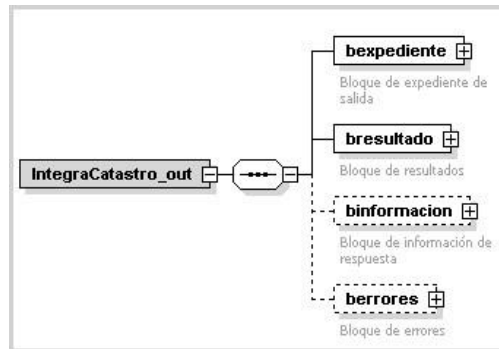 bexpediente
Bloque de expediente de
salida
bresultado
Bloque de resultados
IntegraCatastro_out
binformacion
Bloque de información de
respuesta
berrores
Bloque de errores